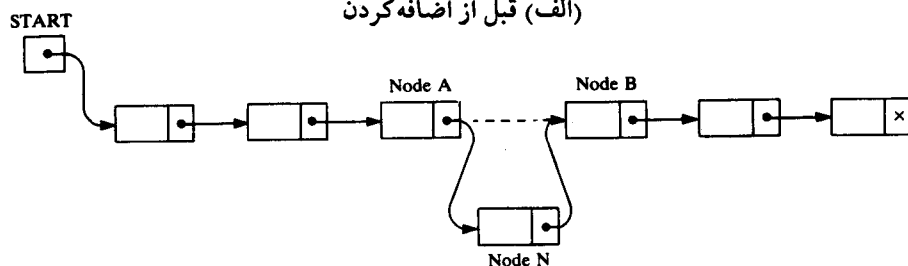 (الف) قبل از اضافه‌کردن
START
Node A
Node B
×
Node N